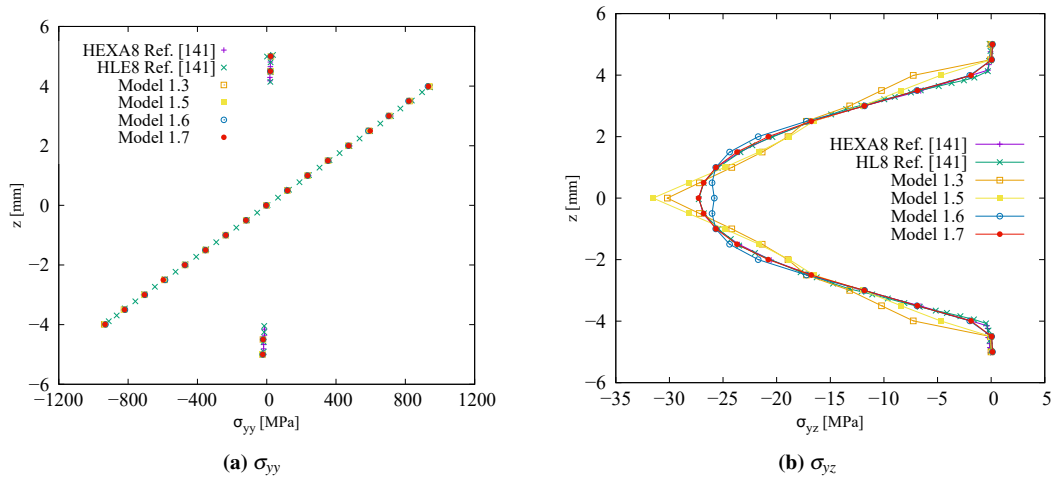 6
4
2
0
−2
−4
−6
z [mm]
−1200
−800
−400
0
400
800
1200
σyy [MPa]
HEXA8 Ref. [141]
HLE8 Ref. [141]
Model 1.3
Model 1.5
Model 1.6
Model 1.7
(a) σyy
6
4
2
0
−2
−4
−6
z [mm]
−35
−30
−25
−20
−15
−10
−5
0
5
σyz [MPa]
HEXA8 Ref. [141]
HL8 Ref. [141]
Model 1.3
Model 1.5
Model 1.6
Model 1.7
(b) σyz